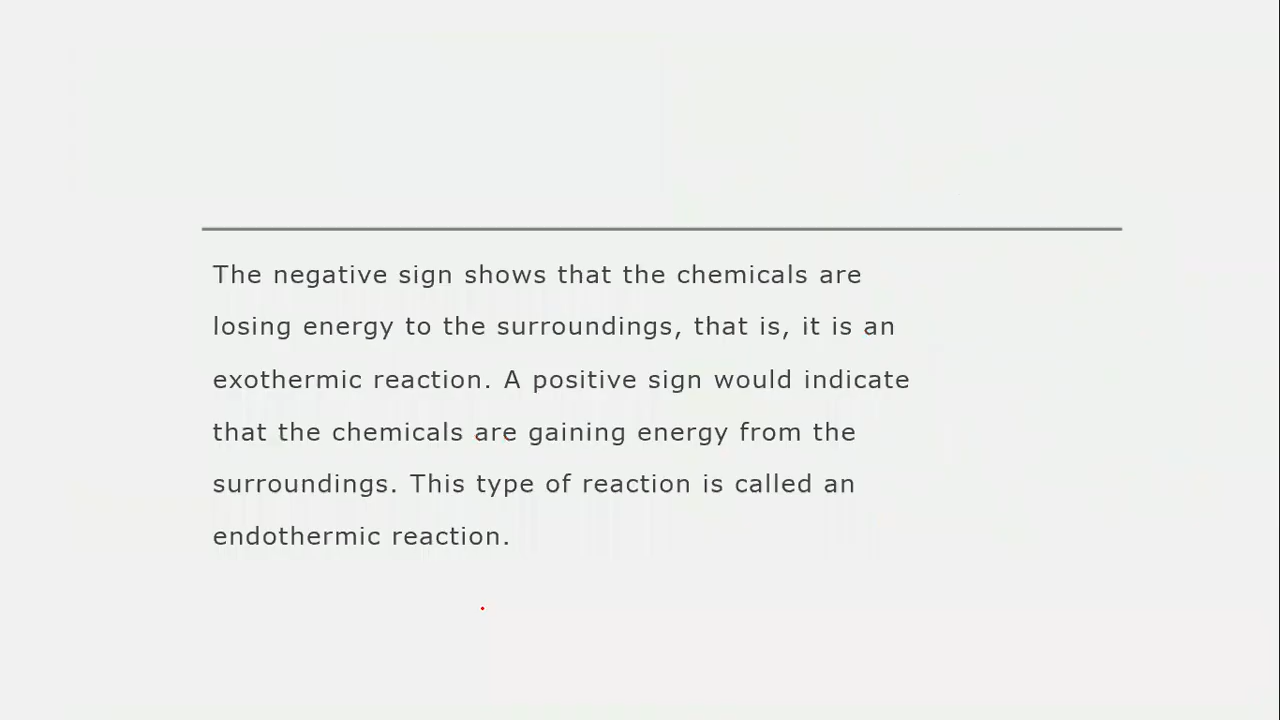 The negative sign shows that the chemicals are
losing energy to the surroundings, that is, it is an
exothermic reaction. A positive sign would indicate
that the chemicals are gaining energy from the
surroundings. This type of reaction is called an
endothermic reaction.